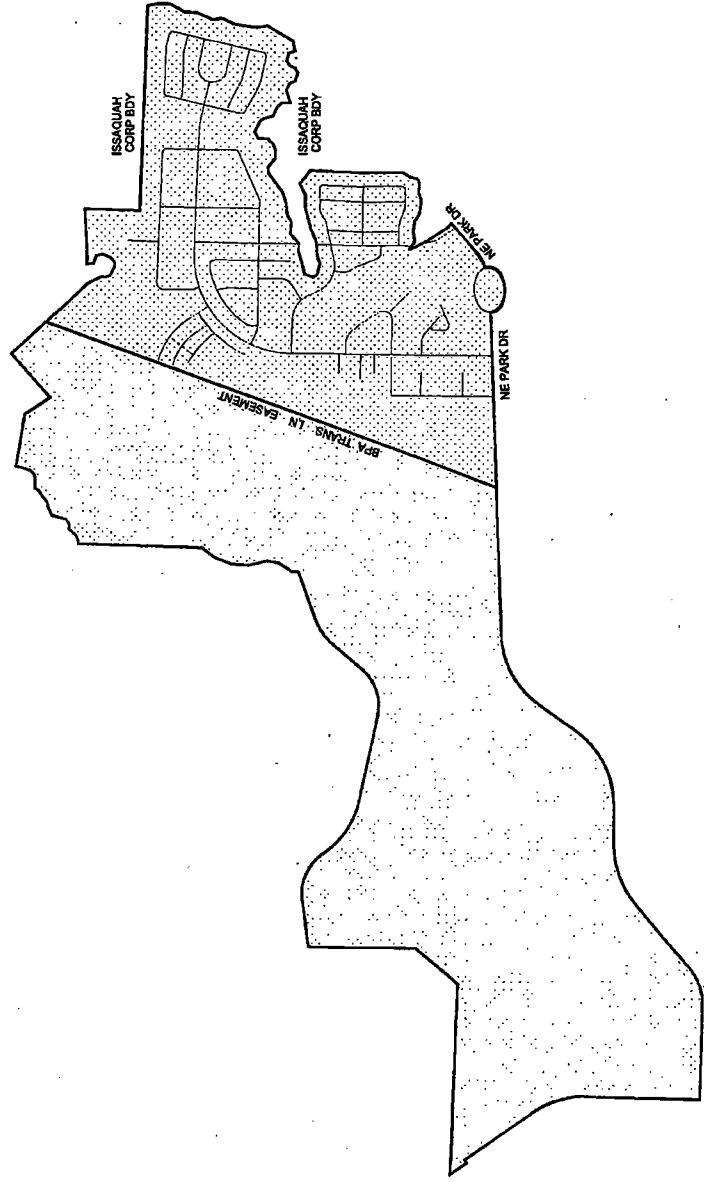 ISSAQUAH
CORP BDY
ISSAQUAH
CORP BDY
NE PARK DR
NE PARK DR
BPA TRANS LN EASEMENT